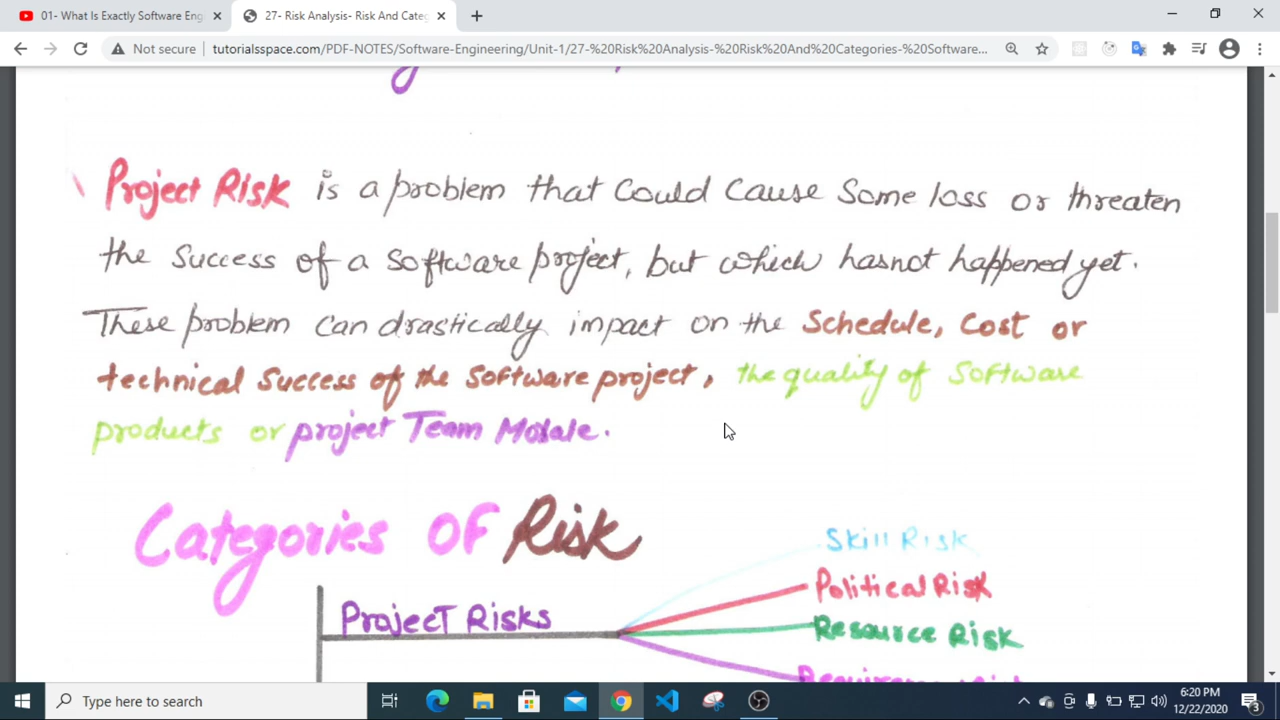 01- What Is Exactly Software Eng
27- Risk Analysis- Risk And Cate
Not secure
tutorialsspace.com/PDF-NOTES/Software-Engineering/Unit-1/27-%20Risk%20Analysis-%20Risk%20And%20Categories-%20Software...
Project Risk is a problem that could cause some loss or threaten
the success of a software project, but which has not happened yet.
These problem can drastically impact on the Schedule, Cost or
technical success of the software project, the quality of software
products or project Team Morale.
Categories OF Risk
Skill Risk
Political Risk
Project Risks
Resource Risk
Type here to search
6:20 PM
12/22/2020
3